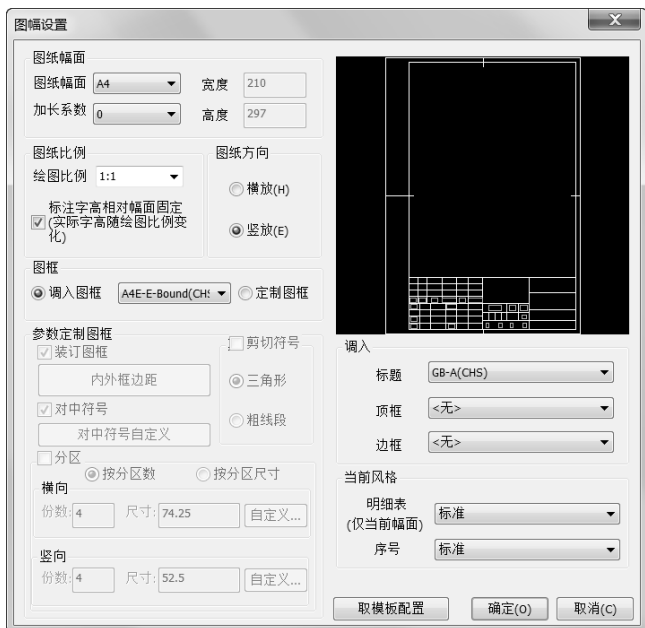 图幅设置
图纸幅面
图纸幅面 A4 宽度 210
加长系数 0 高度 297
图纸比例
绘图比例 1:1
标注字高相对幅面固定
(实际字高随绘图比例变
化)
图纸方向
横放(H)
竖放(E)
图框
调入图框 A4E-E-Bound(CH 定制图框
参数定制图框
装订图框
内外框边距
对中符号
对中符号自定义
剪切符号
三角形
粗线段
分区
按分区数 按分区尺寸
横向
份数: 4 尺寸: 74.25 自定义...
竖向
份数: 4 尺寸: 52.5 自定义...
调入
标题 GB-A(CHS)
顶框 <无>
边框 <无>
当前风格
明细表
(仅当前幅面) 标准
序号 标准
取模板配置 确定(O) 取消(C)